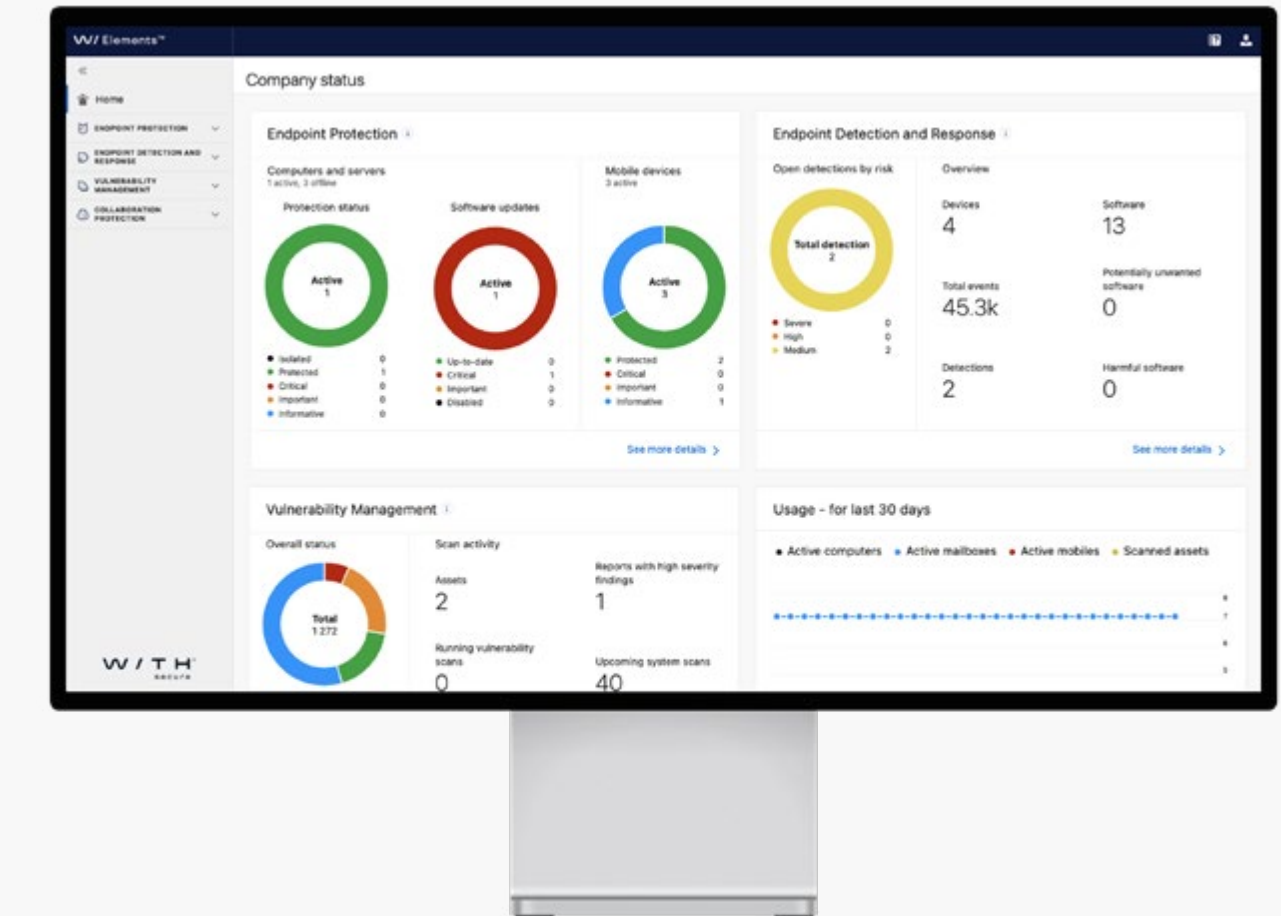 W/ Elements™
Home
ENDPOINT PROTECTION
ENDPOINT DETECTION AND
RESPONSE
VULNERABILITY
MANAGEMENT
COLLABORATION
PROTECTION
W / T H
secure
Company status
Endpoint Protection
Computers and servers
1 active, 3 offline
Protection status
Active
1
Isolated 0
Protected 1
Critical 0
Important 0
Informative 0
Software updates
Active
1
Up-to-date 0
Critical 1
Important 0
Disabled 0
Mobile devices
3 active
Active
3
Protected 2
Critical 0
Important 0
Informative 1
See more details
Endpoint Detection and Response
Open detections by risk
Total detection
2
Severe 0
High 0
Medium 2
Overview
Devices
4
Software
13
Total events
45.3k
Potentially unwanted
software
0
Detections
2
Harmful software
0
See more details
Vulnerability Management
Overall status
Total
1 272
Scan activity
Assets
2
Reports with high severity
findings
1
Running vulnerability
scans
0
Upcoming system scans
40
Usage - for last 30 days
Active computers Active mailboxes Active mobiles Scanned assets
8
7
6
5